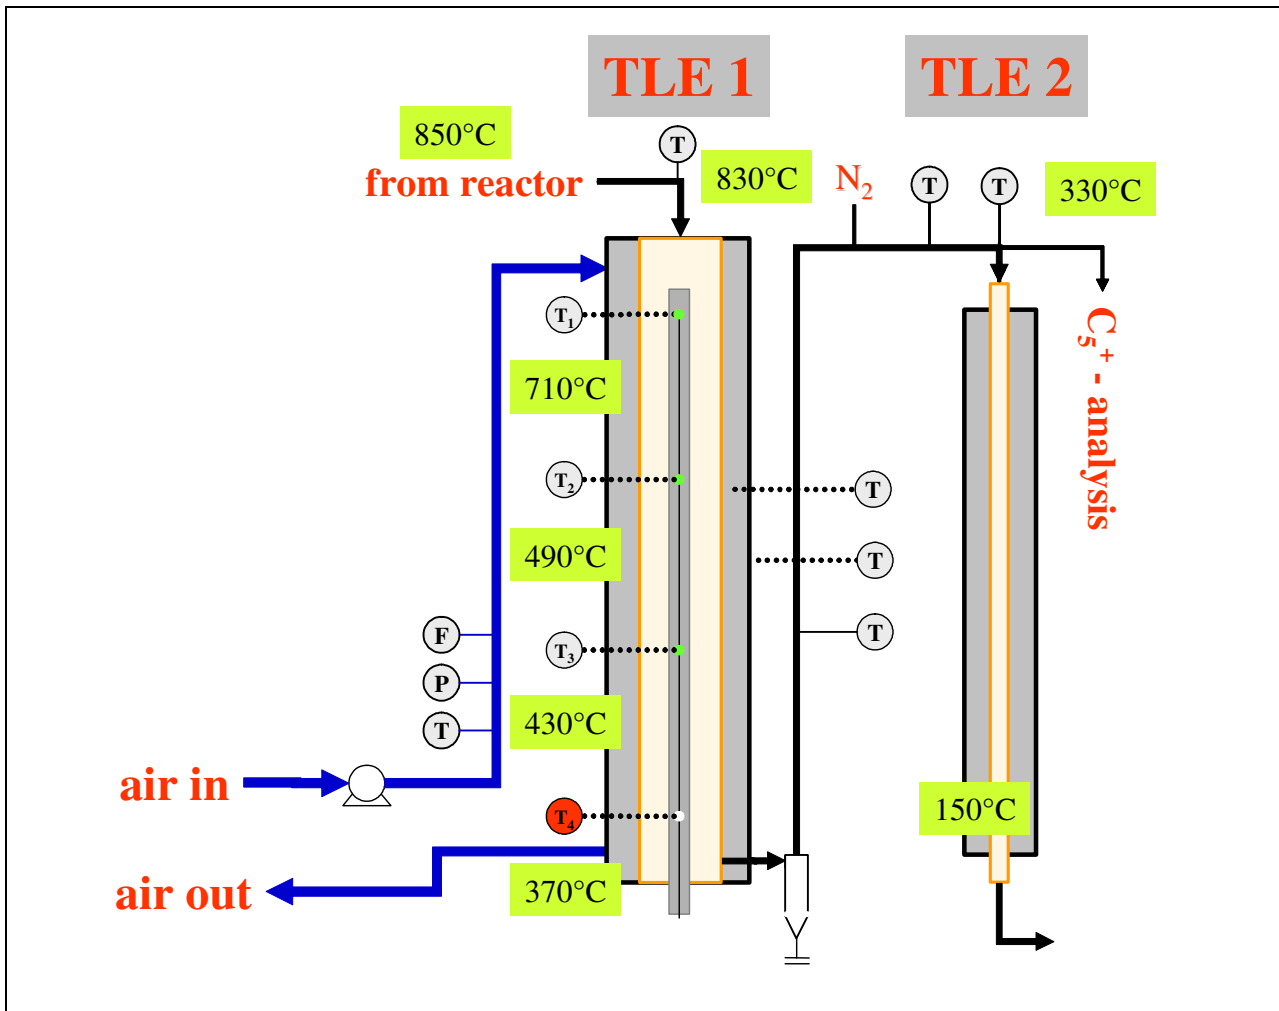 TLE 1
TLE 2
850°C
T
from reactor
830°C
N₂
T
T
330°C
T₁
710°C
C₅⁺ - analysis
T₂
T
490°C
T
F
T₃
T
P
430°C
T
air in
T₄
150°C
air out
370°C